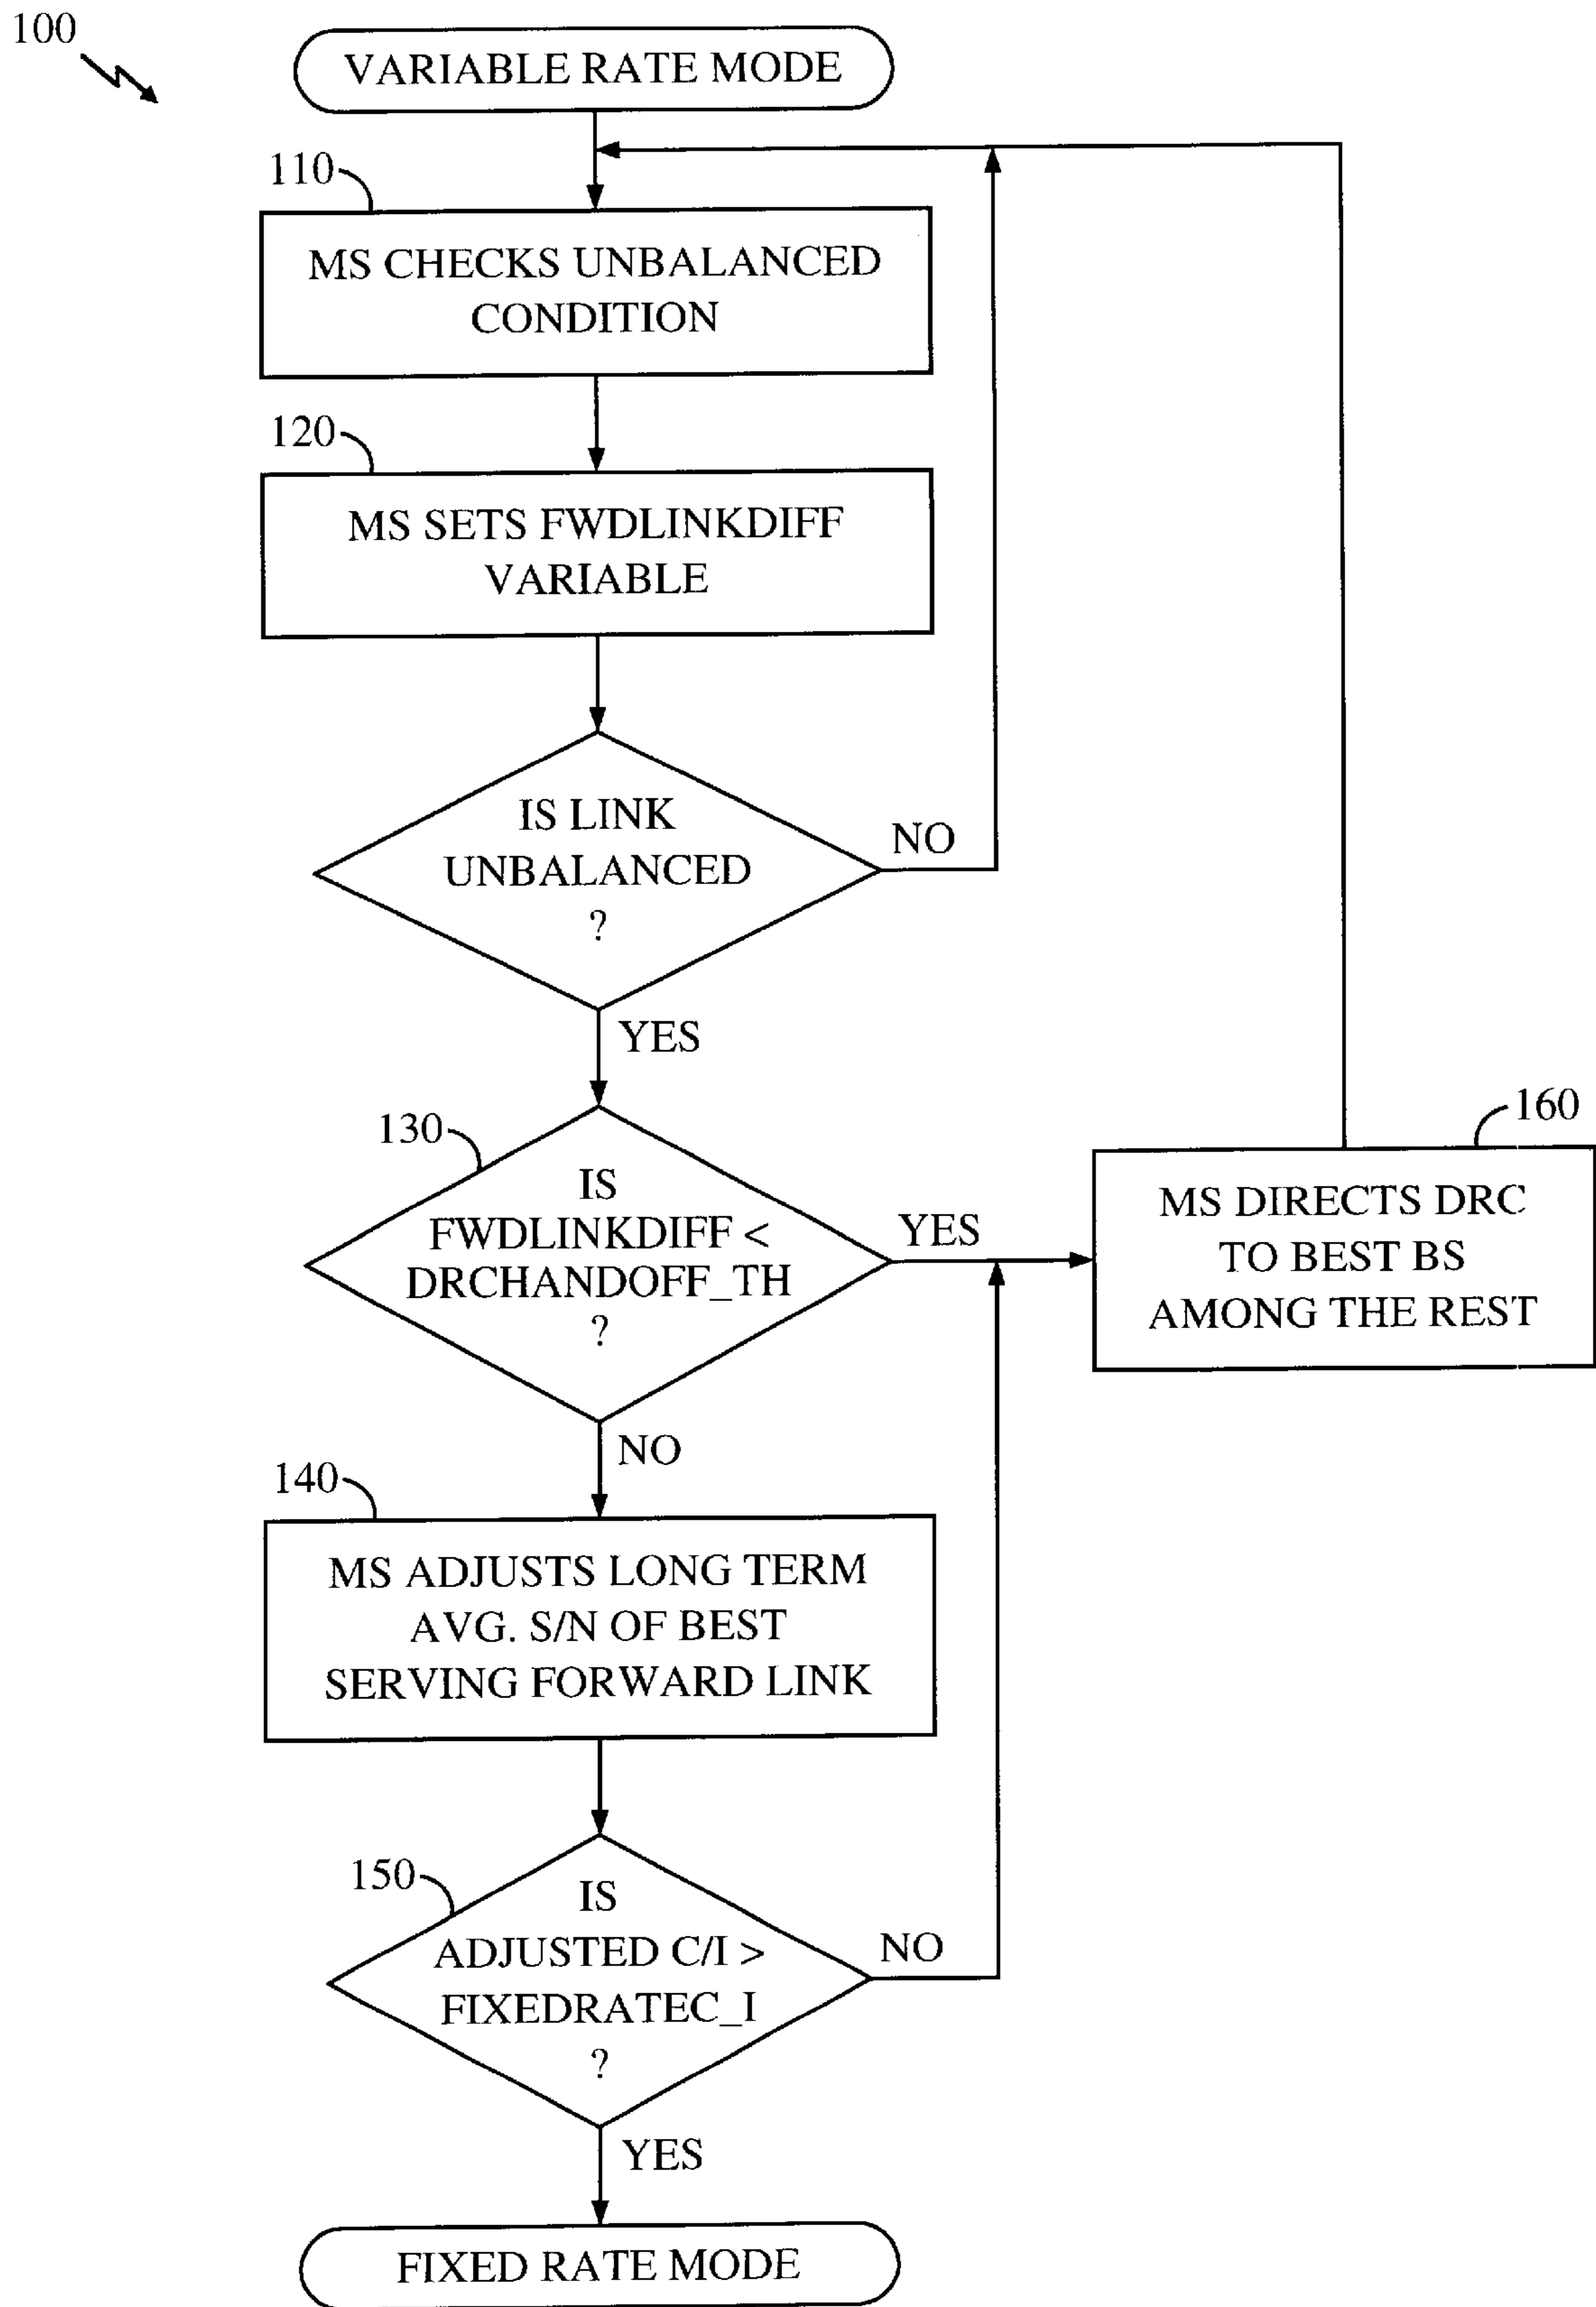 100
VARIABLE RATE MODE
110
MS CHECKS UNBALANCED
CONDITION
120
MS SETS FWDLINKDIFF
VARIABLE
IS LINK
UNBALANCED
?
NO
YES
130
IS
FWDLINKDIFF <
DRCHANDOFF_TH
?
YES
160
MS DIRECTS DRC
TO BEST BS
AMONG THE REST
NO
140
MS ADJUSTS LONG TERM
AVG. S/N OF BEST
SERVING FORWARD LINK
150
IS
ADJUSTED C/I >
FIXEDRATEC_I
?
NO
YES
FIXED RATE MODE